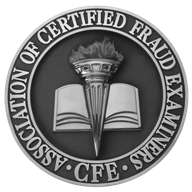 ASSOCIATION OF CERTIFIED FRAUD EXAMINERS
· CFE ·